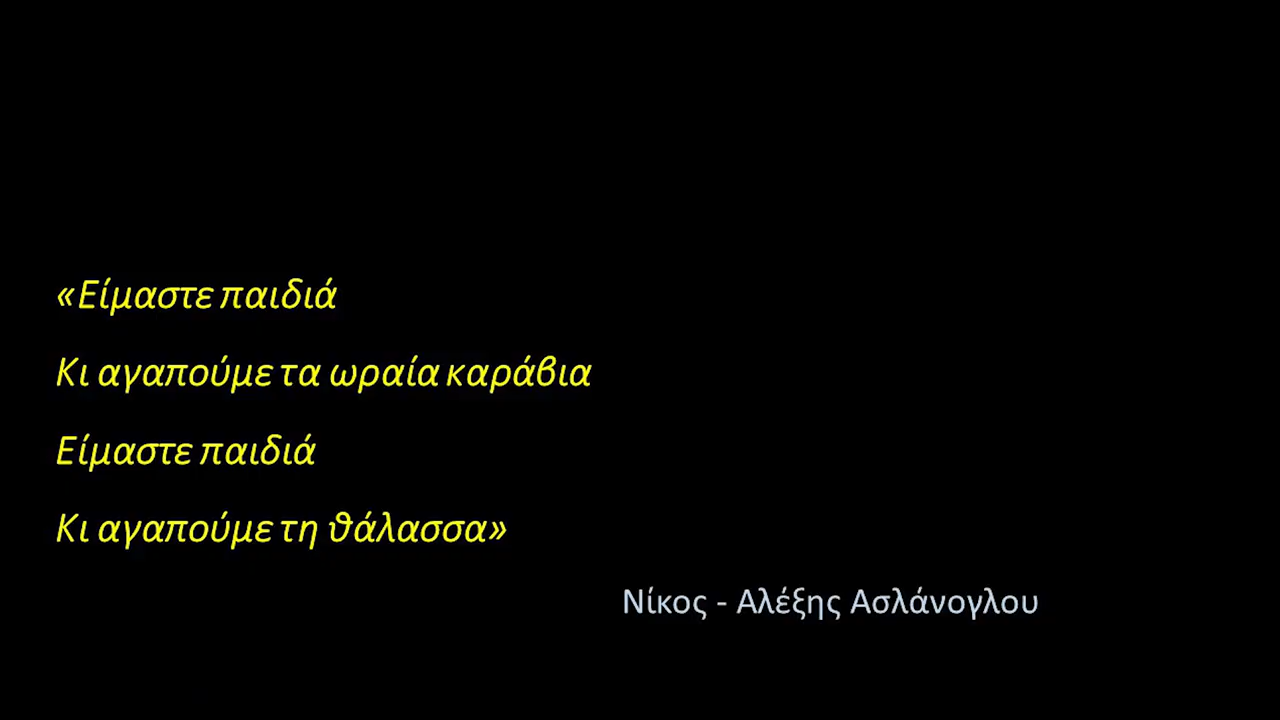 «Είμαστε παιδιά
Κι αγαπούμε τα ωραία καράβια
Είμαστε παιδιά
Κι αγαπούμε τη θάλασσα»
Νίκος - Αλέξης Ασλάνογλου